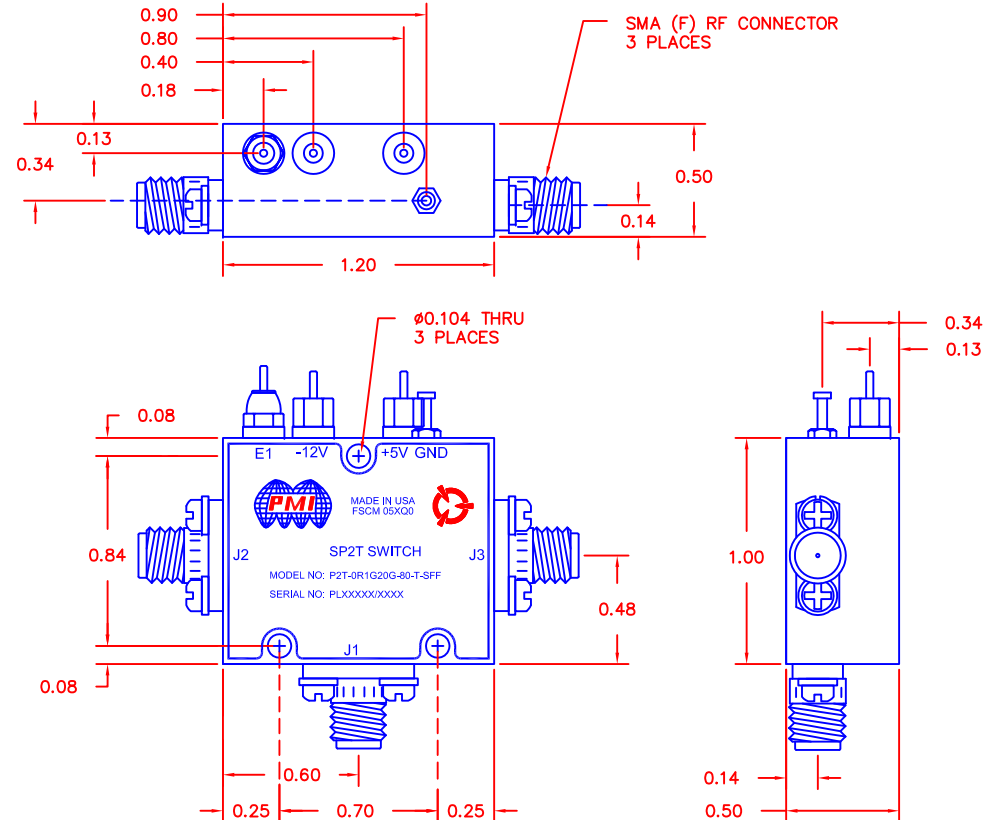 0.90
0.80
0.40
0.18
SMA (F) RF CONNECTOR
3 PLACES
0.13
0.34
0.50
0.14
1.20
ø0.104 THRU
3 PLACES
0.34
0.13
0.08
E1 -12V +5V GND
PMI
MADE IN USA
FSCM 05XQ0
0.84
J2
SP2T SWITCH
J3
1.00
MODEL NO: P2T-0R1G20G-80-T-SFF
SERIAL NO: PLXXXXX/XXXX
0.48
J1
0.08
0.60
0.14
0.25
0.70
0.25
0.50